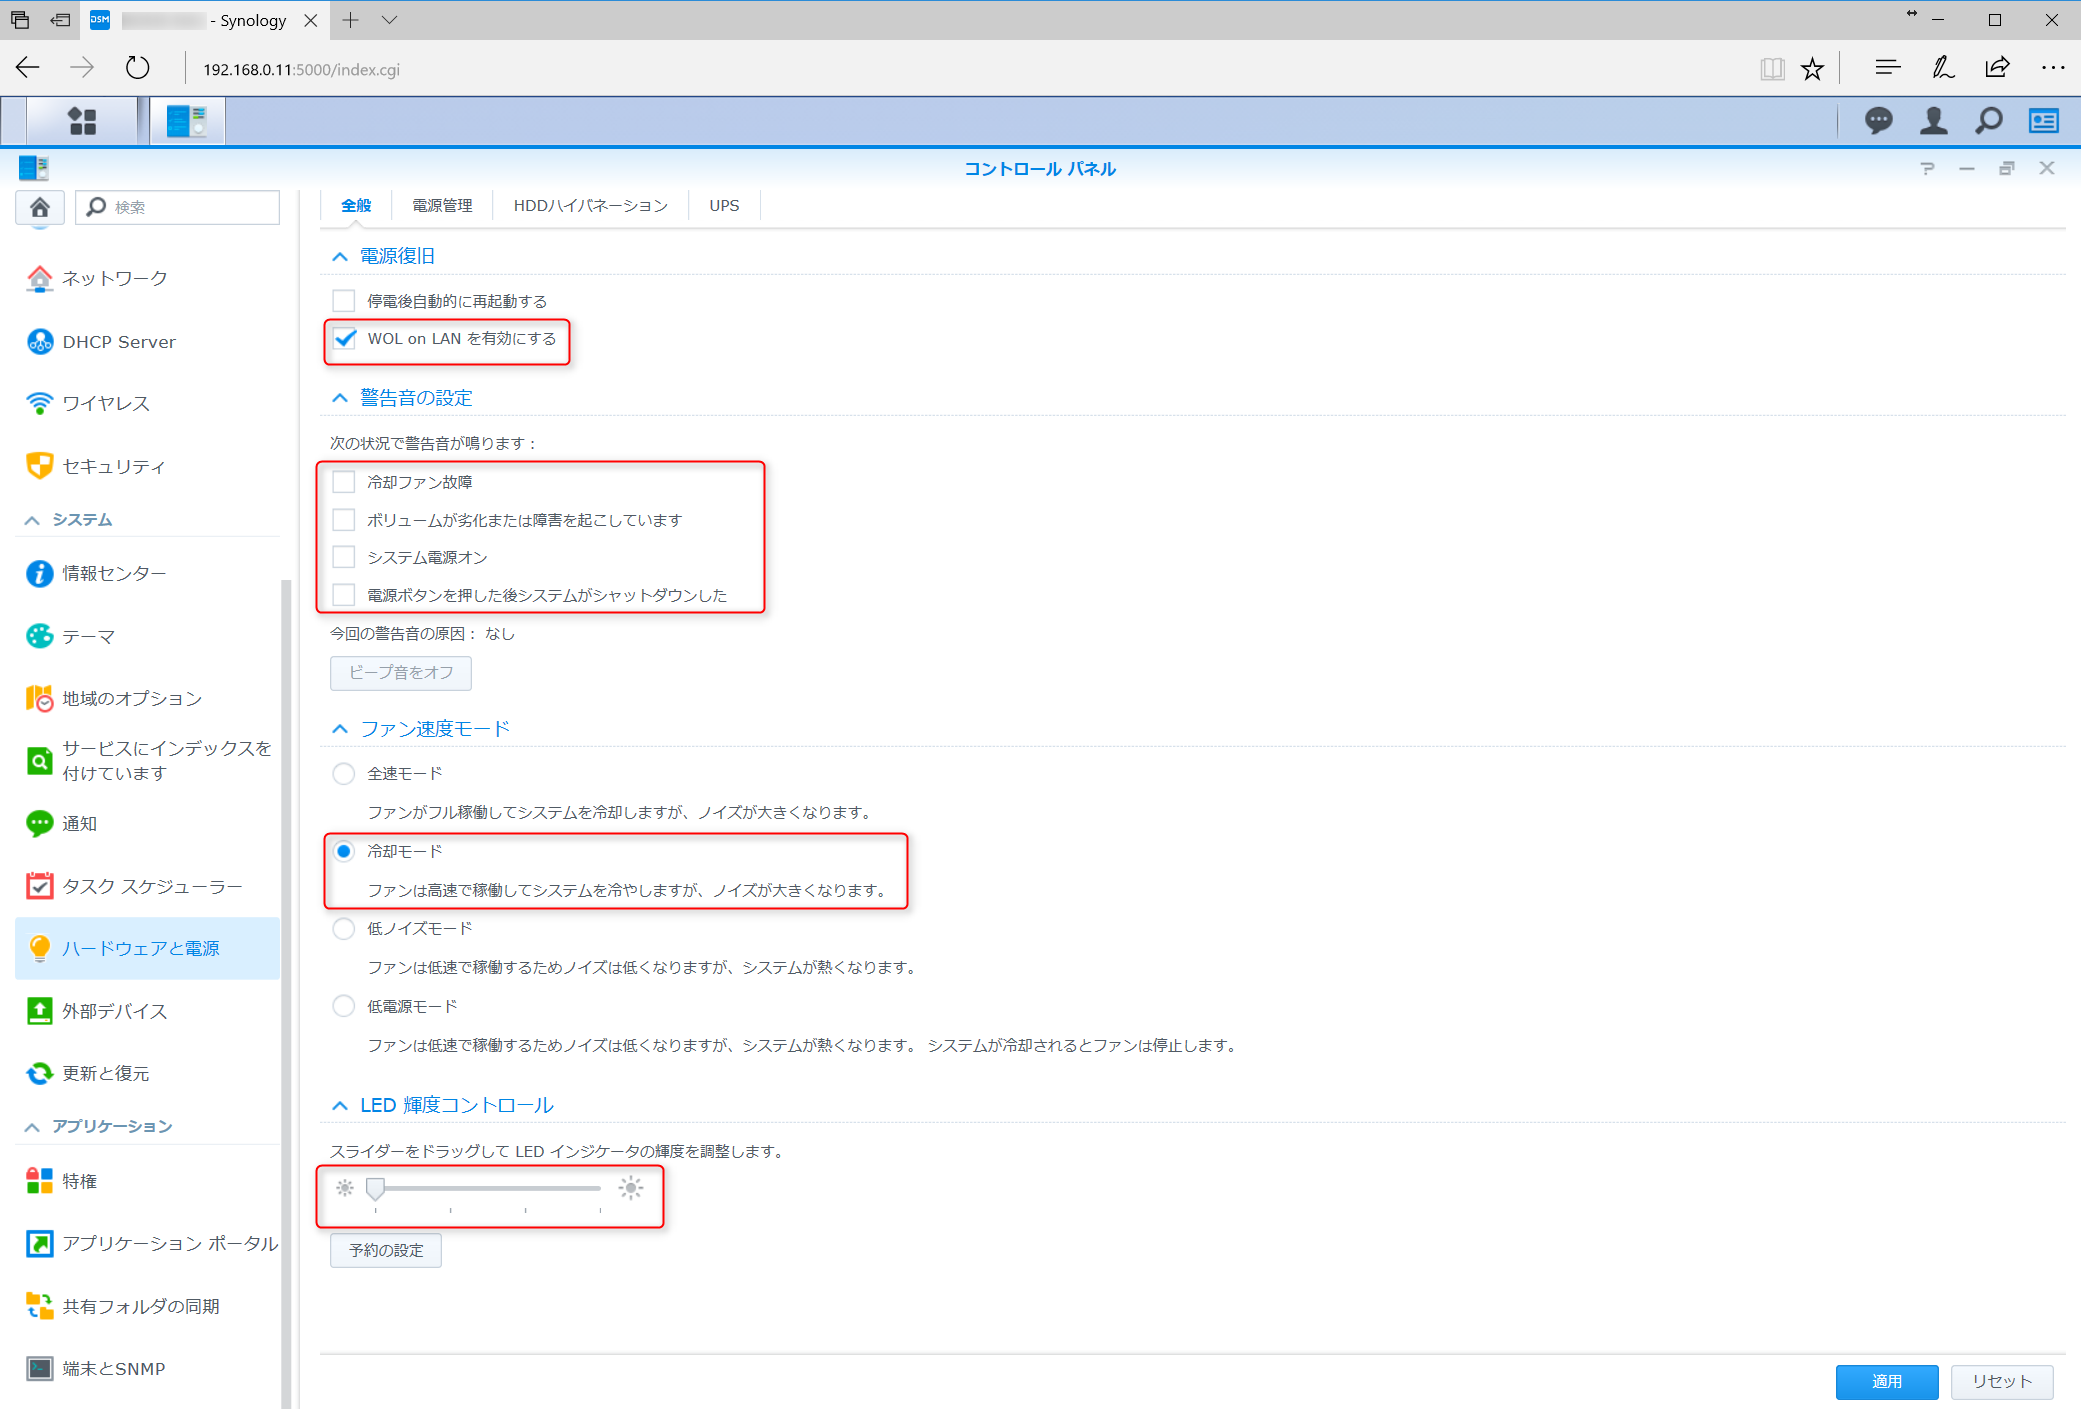 DSM - Synology
192.168.0.11:5000/index.cgi
コントロール パネル
検索
全般 電源管理 HDDハイバネーション UPS
ネットワーク
DHCP Server
ワイヤレス
セキュリティ
システム
情報センター
テーマ
地域のオプション
サービスにインデックスを
付けています
通知
タスク スケジューラー
ハードウェアと電源
外部デバイス
更新と復元
アプリケーション
特権
アプリケーション ポータル
共有フォルダの同期
端末とSNMP
電源復旧
停電後自動的に再起動する
WOL on LAN を有効にする
警告音の設定
次の状況で警告音が鳴ります：
冷却ファン故障
ボリュームが劣化または障害を起こしています
システム電源オン
電源ボタンを押した後システムがシャットダウンした
今回の警告音の原因： なし
ビープ音をオフ
ファン速度モード
全速モード
ファンがフル稼働してシステムを冷却しますが、ノイズが大きくなります。
冷却モード
ファンは高速で稼働してシステムを冷やしますが、ノイズが大きくなります。
低ノイズモード
ファンは低速で稼働するためノイズは低くなりますが、システムが熱くなります。
低電源モード
ファンは低速で稼働するためノイズは低くなりますが、システムが熱くなります。 システムが冷却されるとファンは停止します。
LED 輝度コントロール
スライダーをドラッグして LED インジケータの輝度を調整します。
予約の設定
適用 リセット